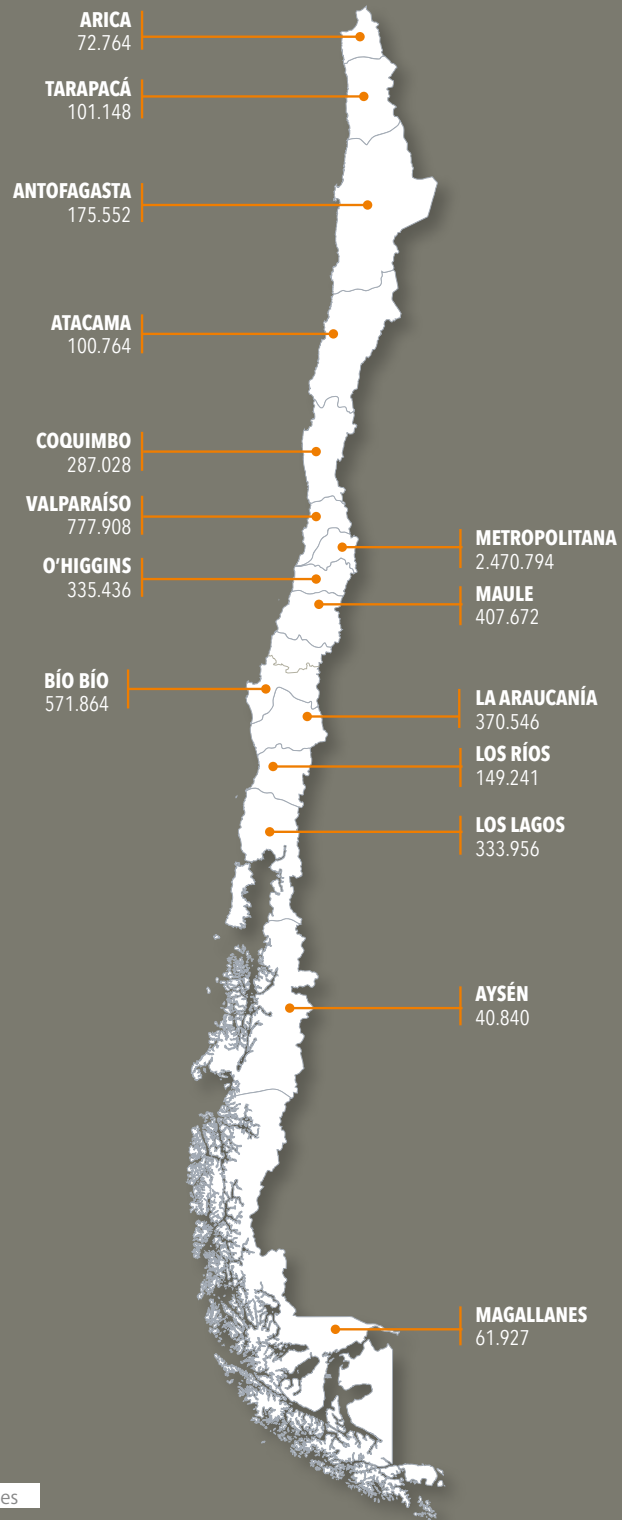 ARICA
72.764
TARAPACÁ
101.148
ANTOFAGASTA
175.552
ATACAMA
100.764
COQUIMBO
287.028
VALPARAÍSO
777.908
METROPOLITANA
2.470.794
O'HIGGINS
335.436
MAULE
407.672
BÍO BÍO
571.864
LA ARAUCANÍA
370.546
LOS RÍOS
149.241
LOS LAGOS
333.956
AYSÉN
40.840
MAGALLANES
61.927
es